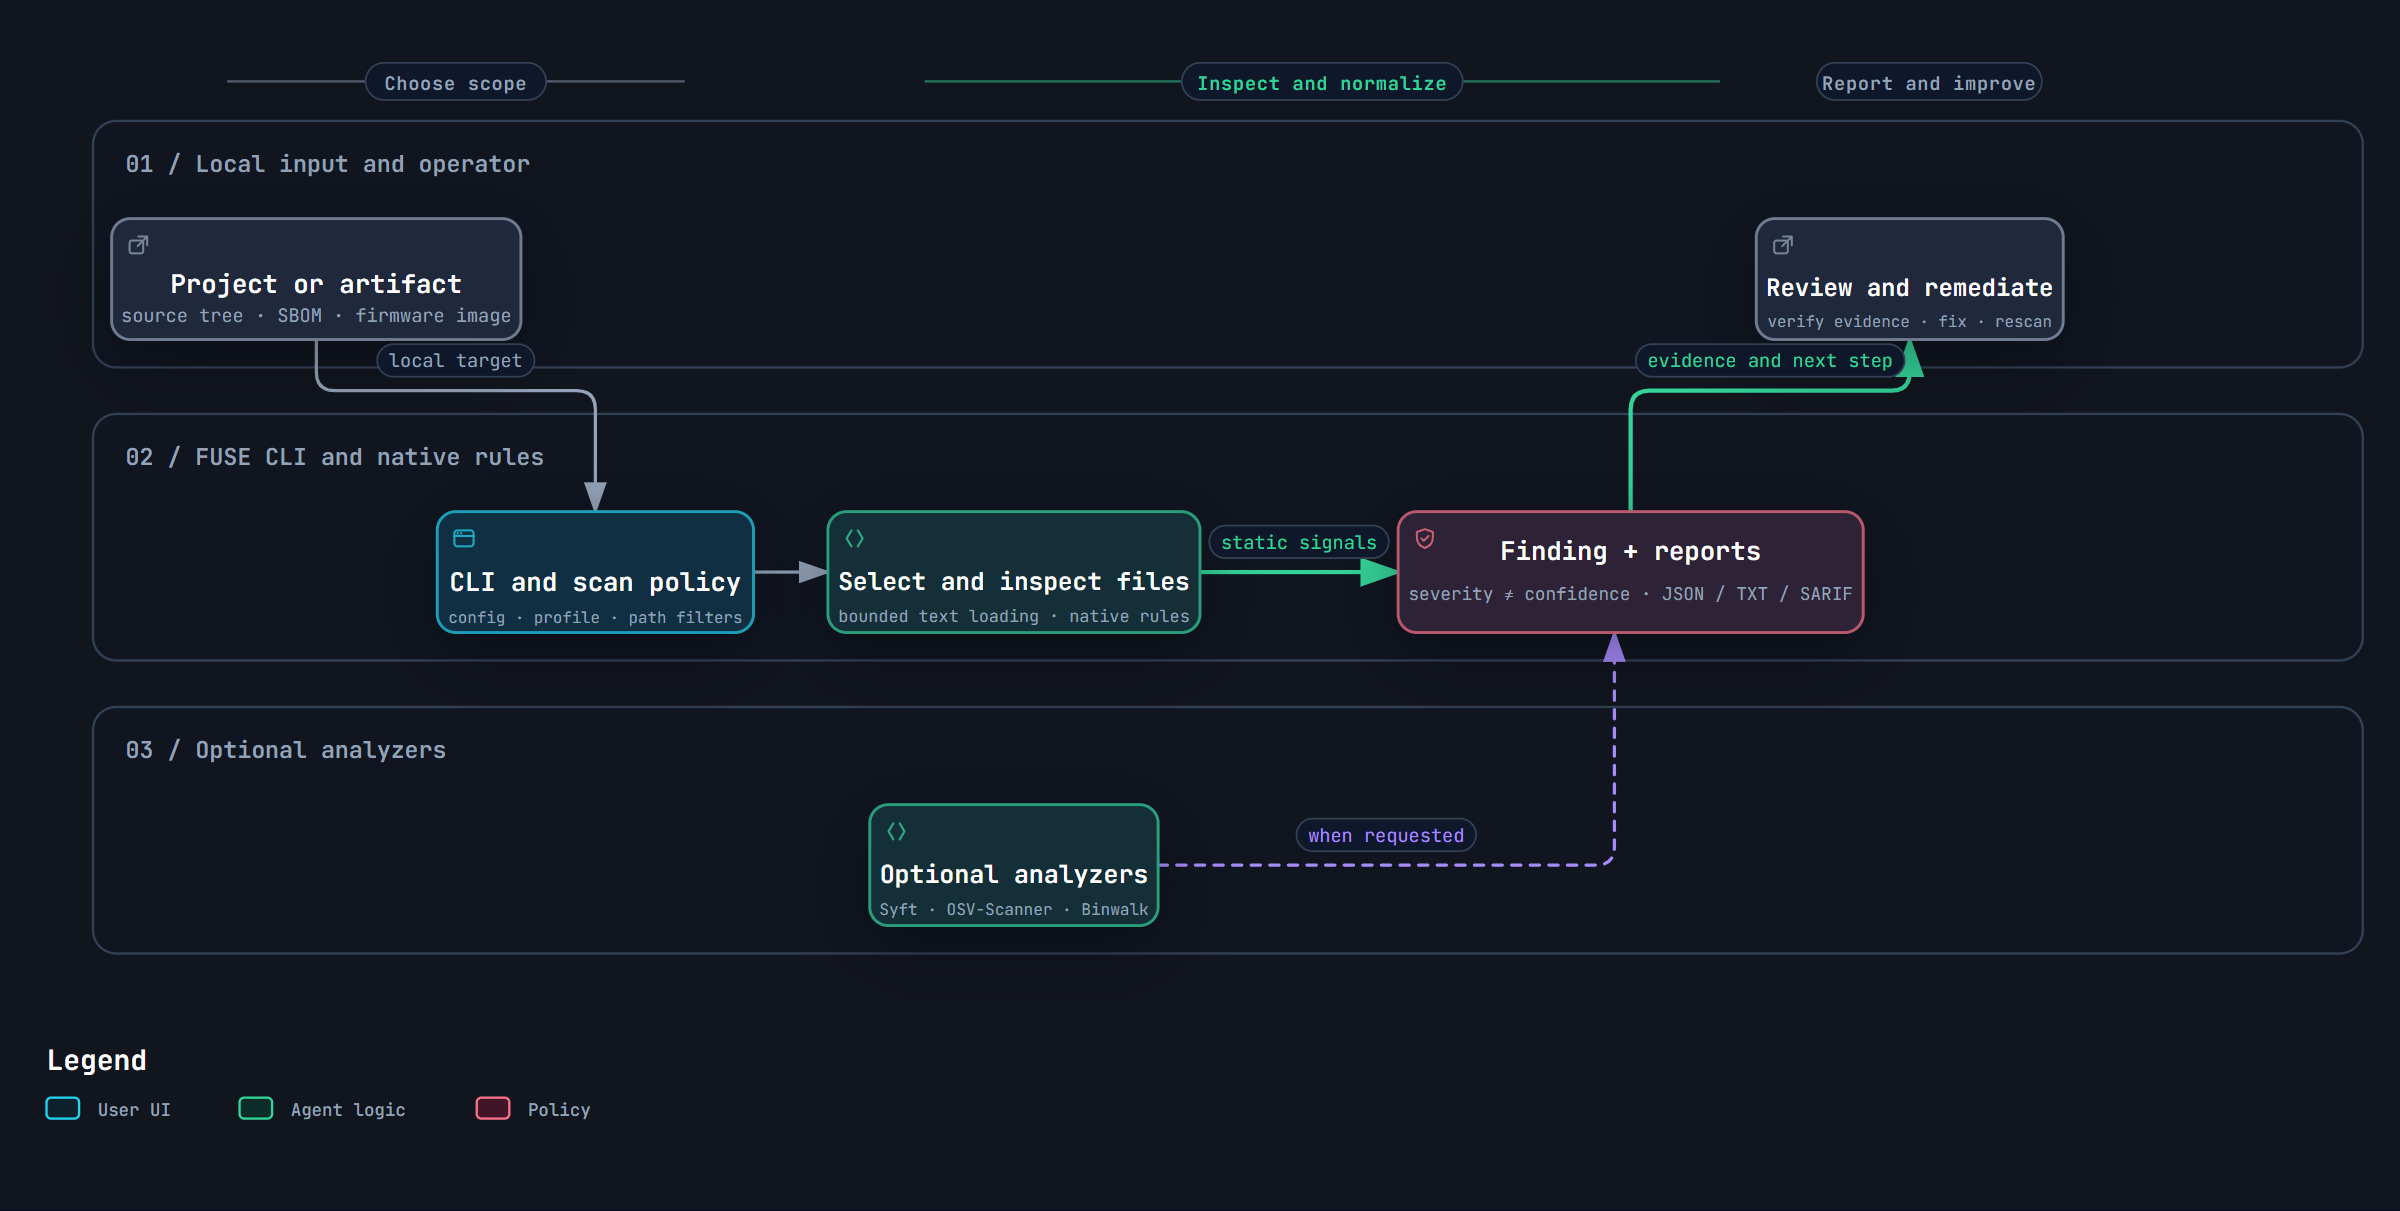 Choose scope
Inspect and normalize
Report and improve
01 / Local input and operator
Project or artifact
source tree · SBOM · firmware image
Review and remediate
verify evidence · fix · rescan
local target
evidence and next step
02 / FUSE CLI and native rules
CLI and scan policy
config · profile · path filters
Select and inspect files
bounded text loading · native rules
static signals
Finding + reports
severity ≠ confidence · JSON / TXT / SARIF
03 / Optional analyzers
Optional analyzers
Syft · OSV-Scanner · Binwalk
when requested
Legend
User UI
Agent logic
Policy